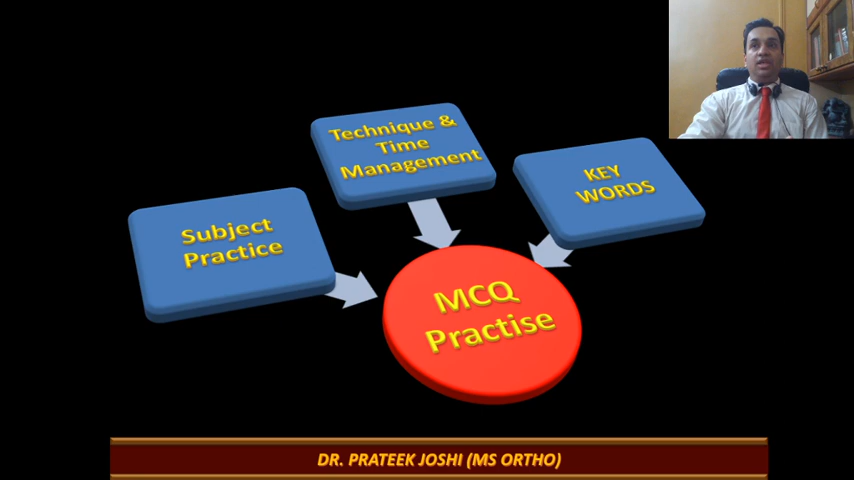 Technique &
Time
Management
KEY
WORDS
Subject
Practice
MCQ
Practise
DR. PRATEEK JOSHI (MS ORTHO)